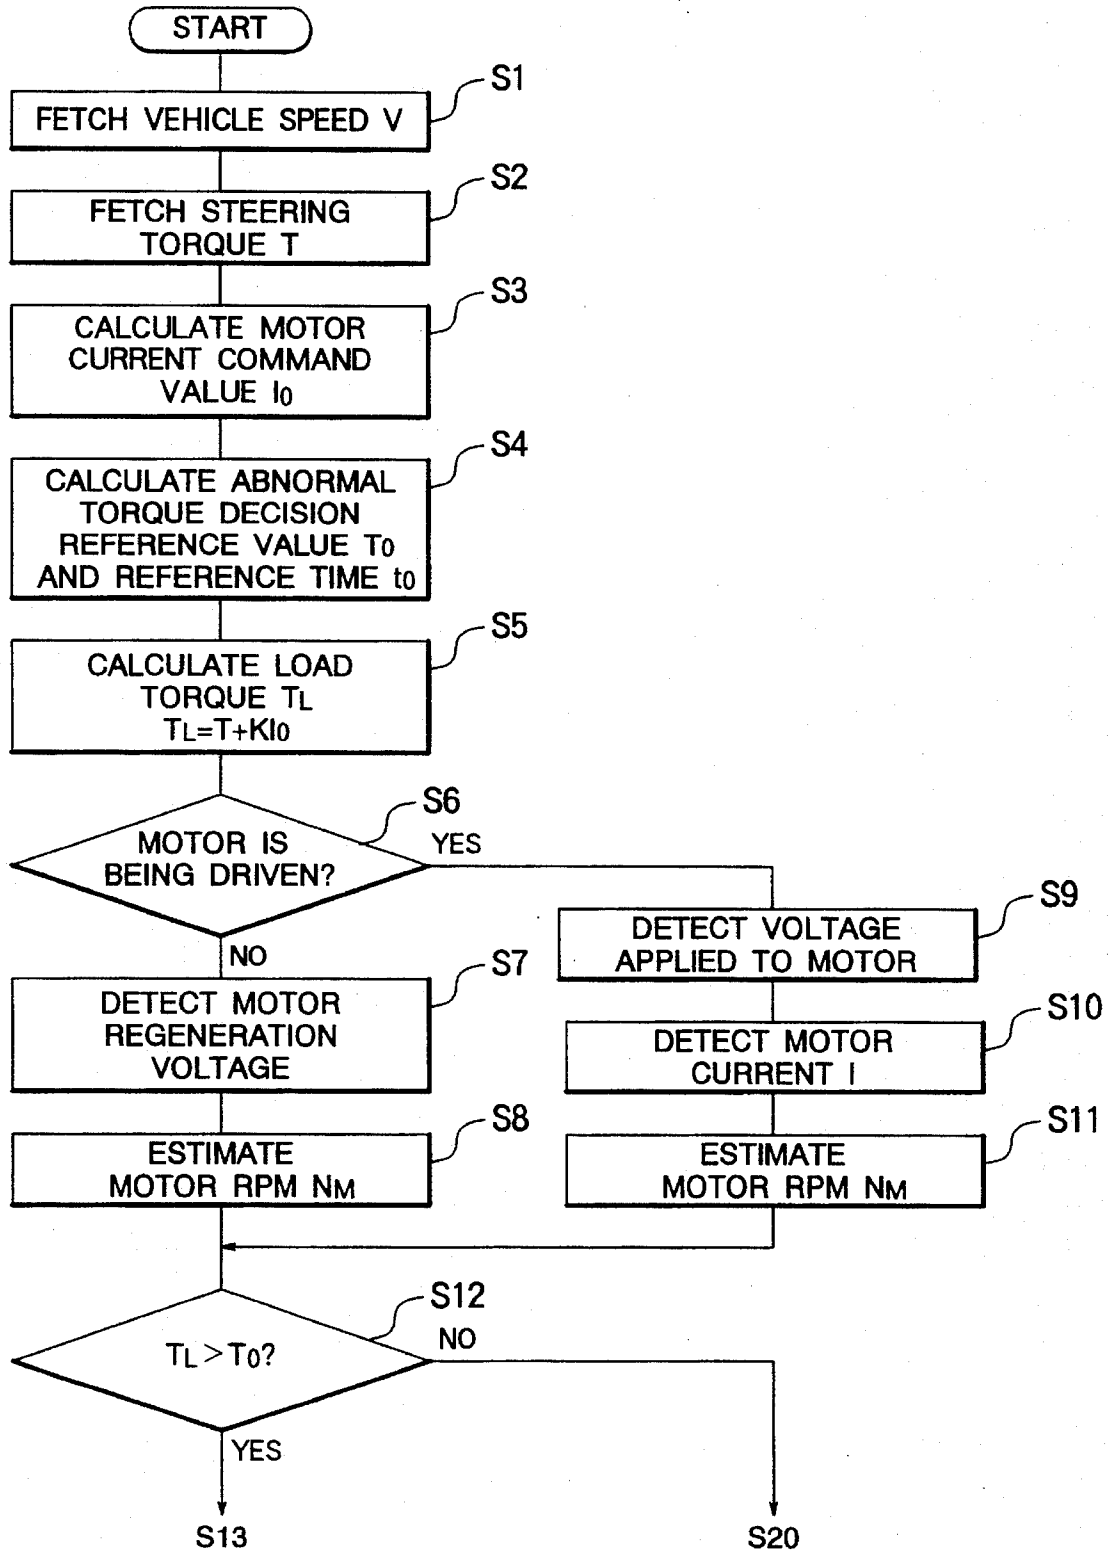 START
S1
FETCH VEHICLE SPEED V
S2
FETCH STEERING
TORQUE T
S3
CALCULATE MOTOR
CURRENT COMMAND
VALUE I0
S4
CALCULATE ABNORMAL
TORQUE DECISION
REFERENCE VALUE T0
AND REFERENCE TIME t0
S5
CALCULATE LOAD
TORQUE TL
TL=T+KI0
S6
MOTOR IS
BEING DRIVEN?
YES
NO
S7
DETECT MOTOR
REGENERATION
VOLTAGE
S8
ESTIMATE
MOTOR RPM NM
S9
DETECT VOLTAGE
APPLIED TO MOTOR
S10
DETECT MOTOR
CURRENT I
S11
ESTIMATE
MOTOR RPM NM
S12
TL>T0?
NO
YES
S13
S20